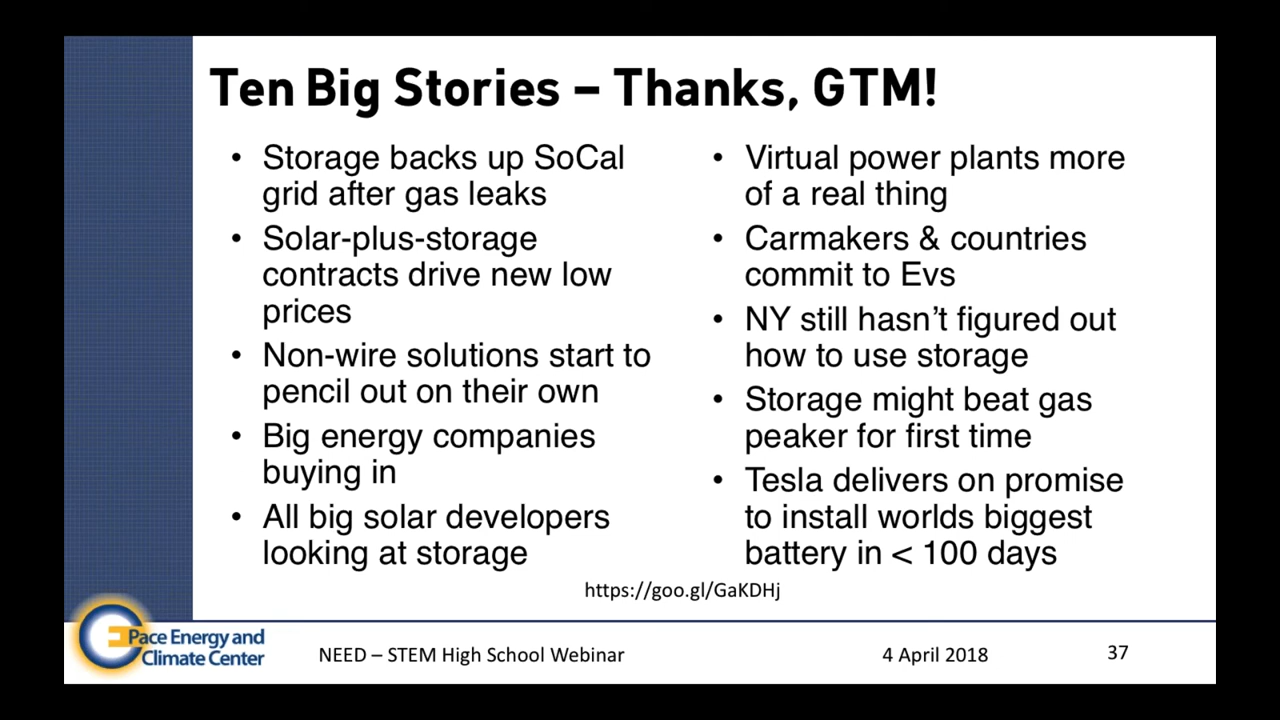 Ten Big Stories – Thanks, GTM!
• Storage backs up SoCal
grid after gas leaks
• Solar-plus-storage
contracts drive new low
prices
• Non-wire solutions start to
pencil out on their own
• Big energy companies
buying in
• All big solar developers
looking at storage
• Virtual power plants more
of a real thing
• Carmakers & countries
commit to Evs
• NY still hasn’t figured out
how to use storage
• Storage might beat gas
peaker for first time
• Tesla delivers on promise
to install worlds biggest
battery in < 100 days
https://goo.gl/GaKDHj
Pace Energy and
Climate Center
NEED – STEM High School Webinar
4 April 2018
37